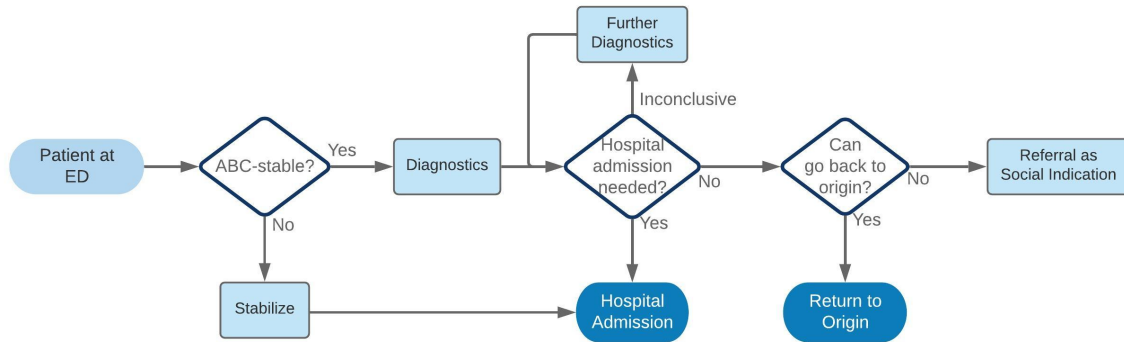 Further
Diagnostics
Inconclusive
Patient at
ED
ABC-stable?
Yes
Diagnostics
Hospital
admission
needed?
No
Can
go back to
origin?
No
Referral as
Social Indication
No
Yes
Yes
Stabilize
Hospital
Admission
Return to
Origin